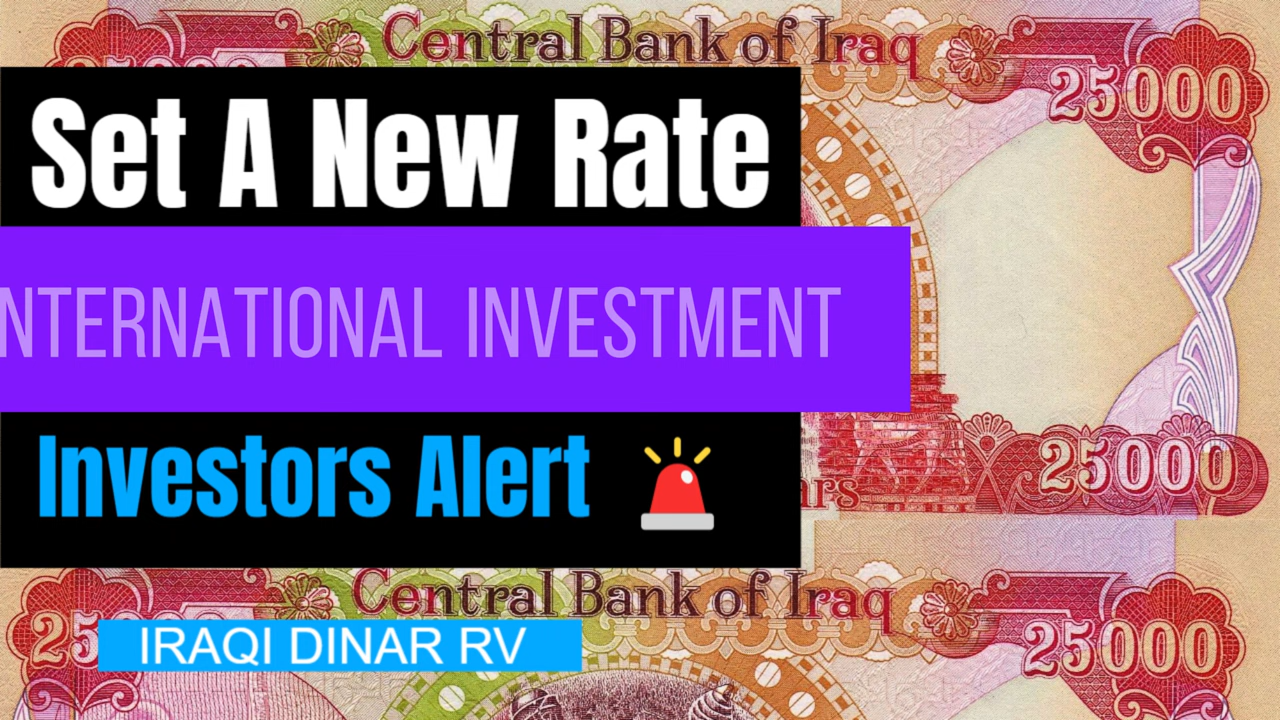 Central Bank of Iraq
25000
Set A New Rate
NTERNATIONAL INVESTMENT
Investors Alert
25000
Central Bank of Iraq
25000
IRAQI DINAR RV